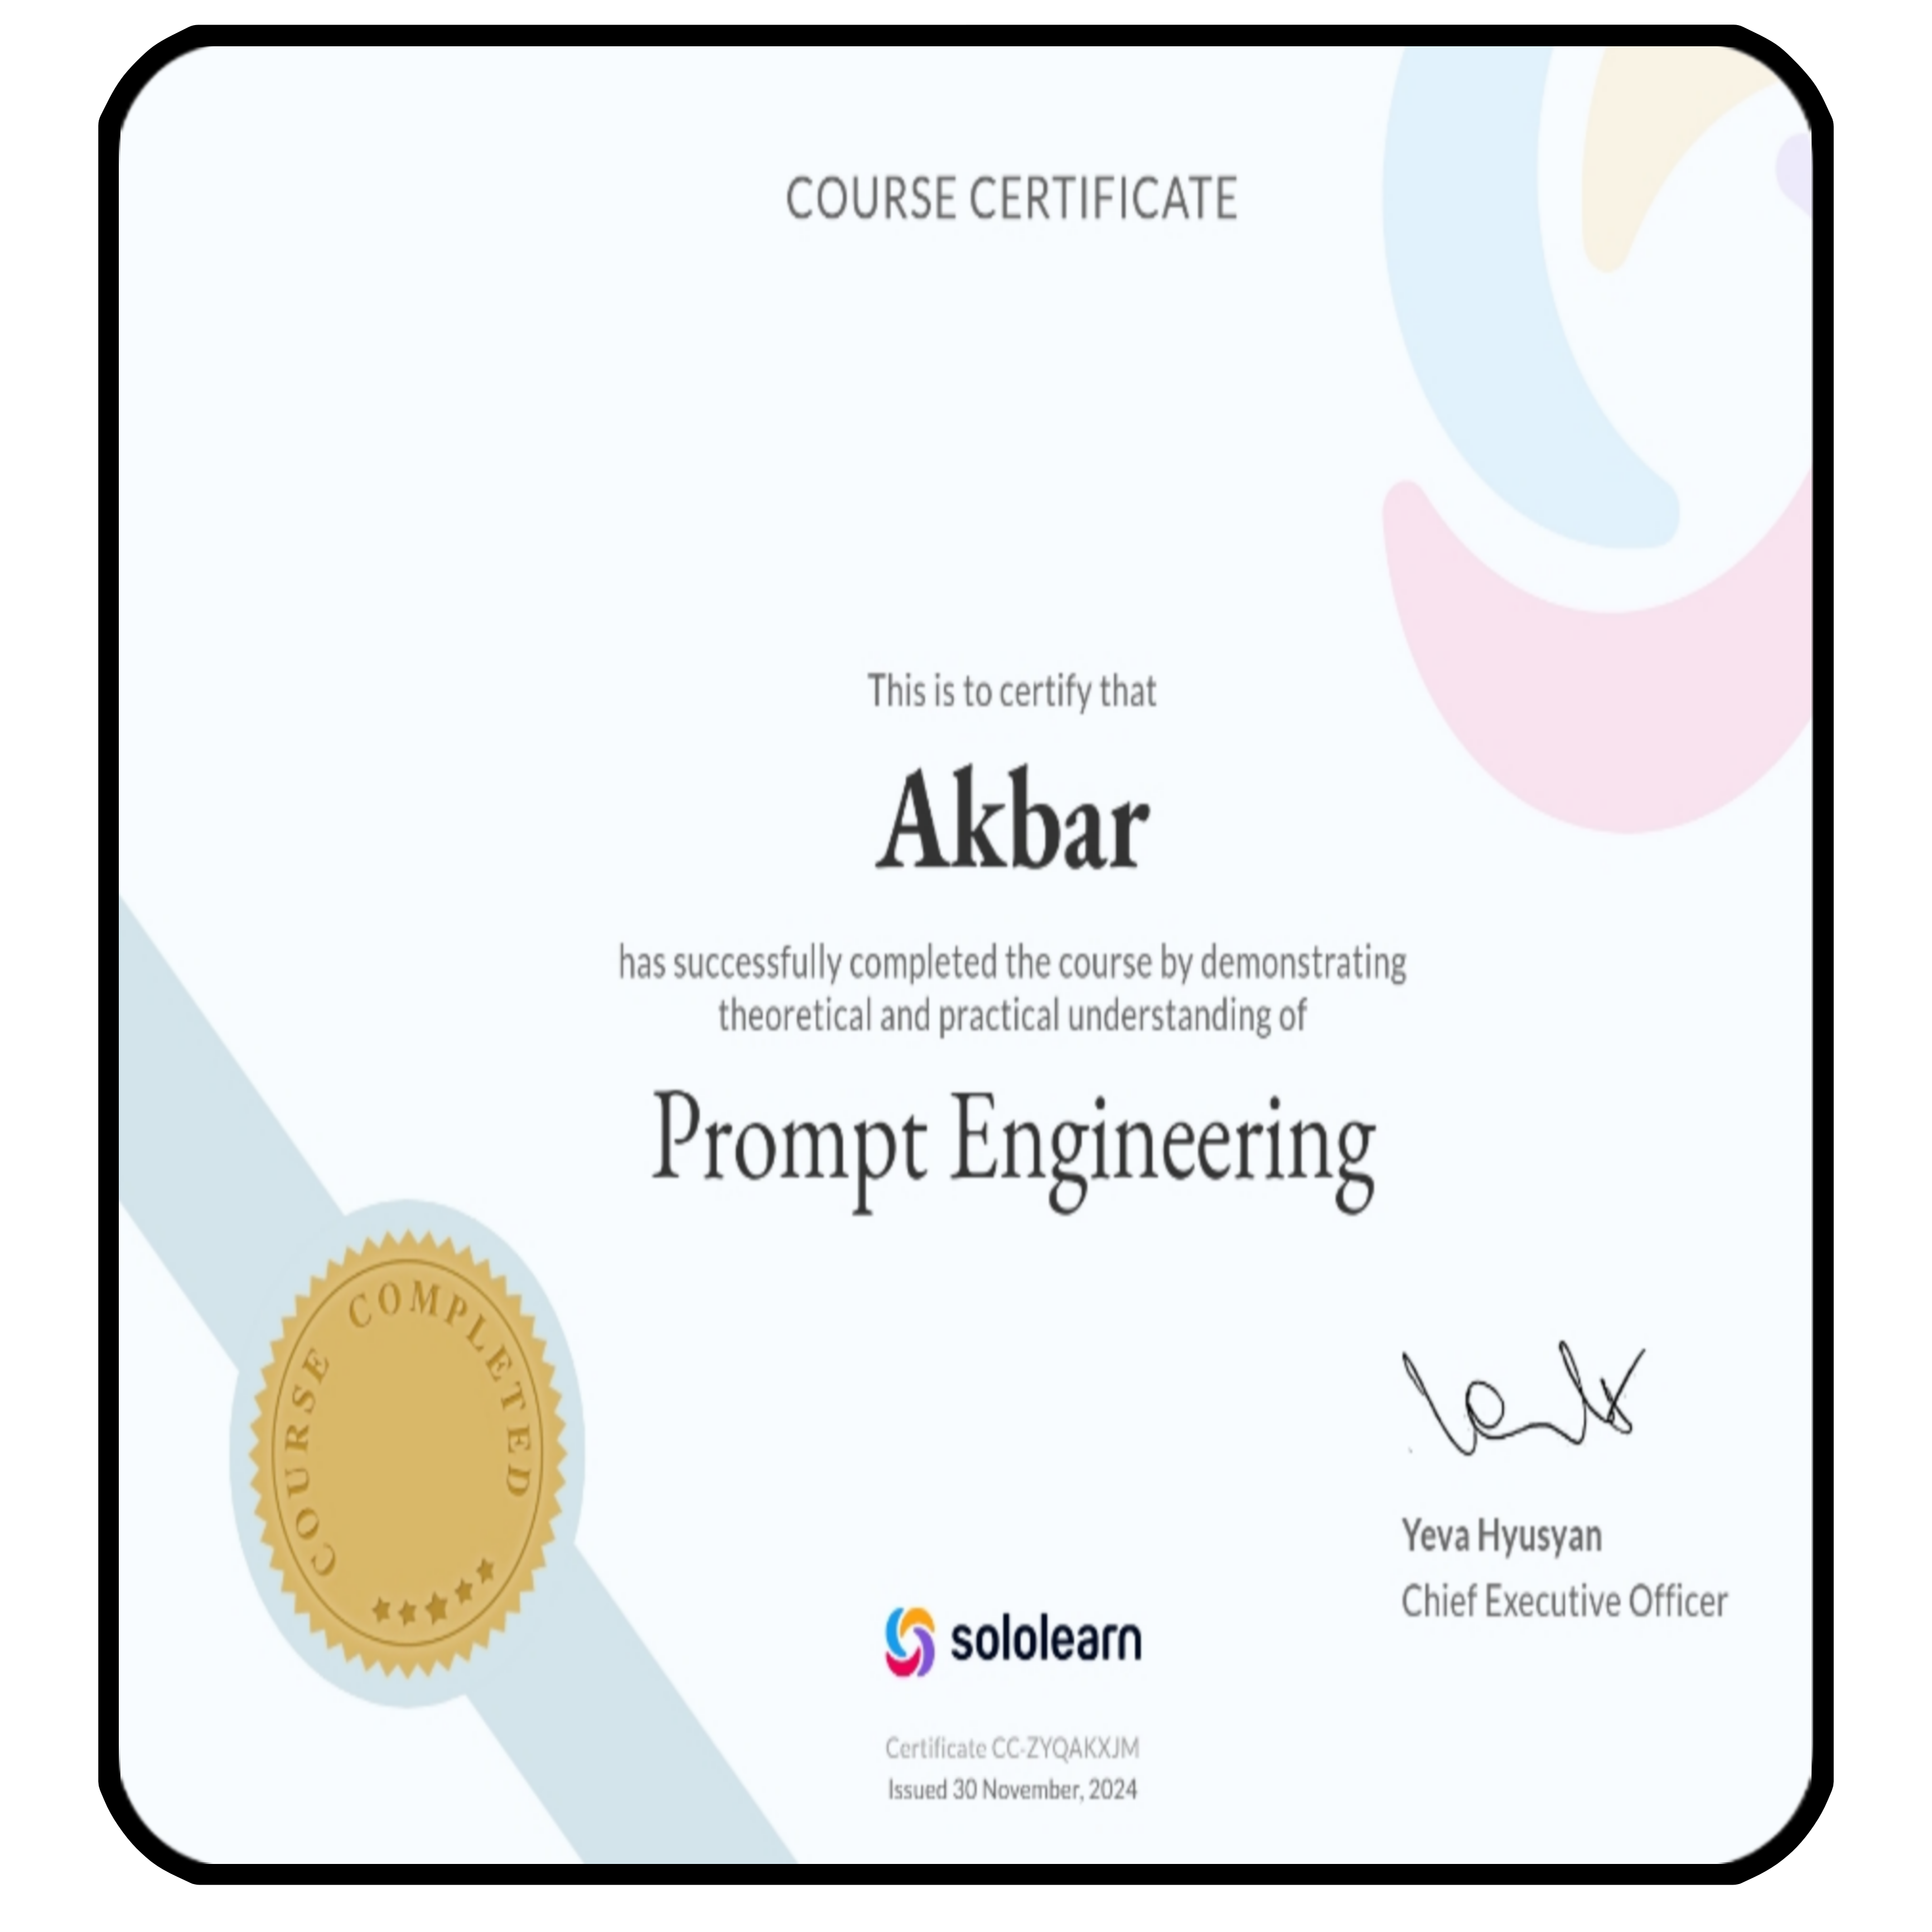 COURSE CERTIFICATE
This is to certify that
Akbar
has successfully completed the course by demonstrating
theoretical and practical understanding of
Prompt Engineering
COURSE COMPLETED
Yeva Hyusyan
Chief Executive Officer
sololearn
Certificate CC-ZYQAKXJM
Issued 30 November, 2024